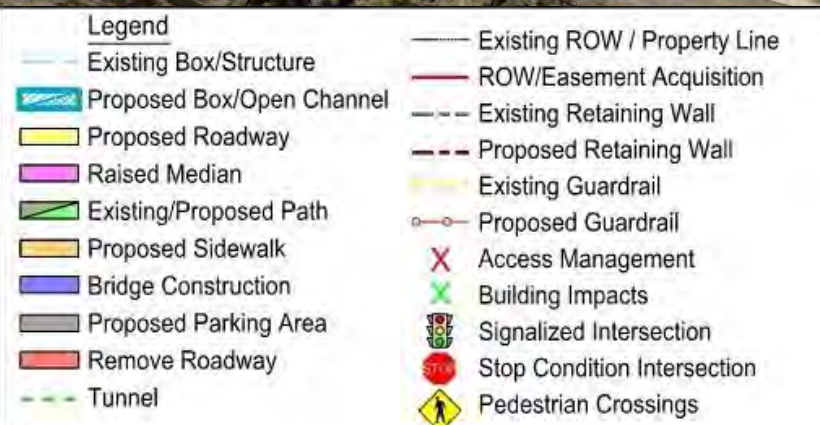 Legend
Existing Box/Structure
Proposed Box/Open Channel
Proposed Roadway
Raised Median
Existing/Proposed Path
Proposed Sidewalk
Bridge Construction
Proposed Parking Area
Remove Roadway
Tunnel
Existing ROW / Property Line
ROW/Easement Acquisition
Existing Retaining Wall
Proposed Retaining Wall
Existing Guardrail
Proposed Guardrail
Access Management
Building Impacts
Signalized Intersection
STOP Stop Condition Intersection
Pedestrian Crossings